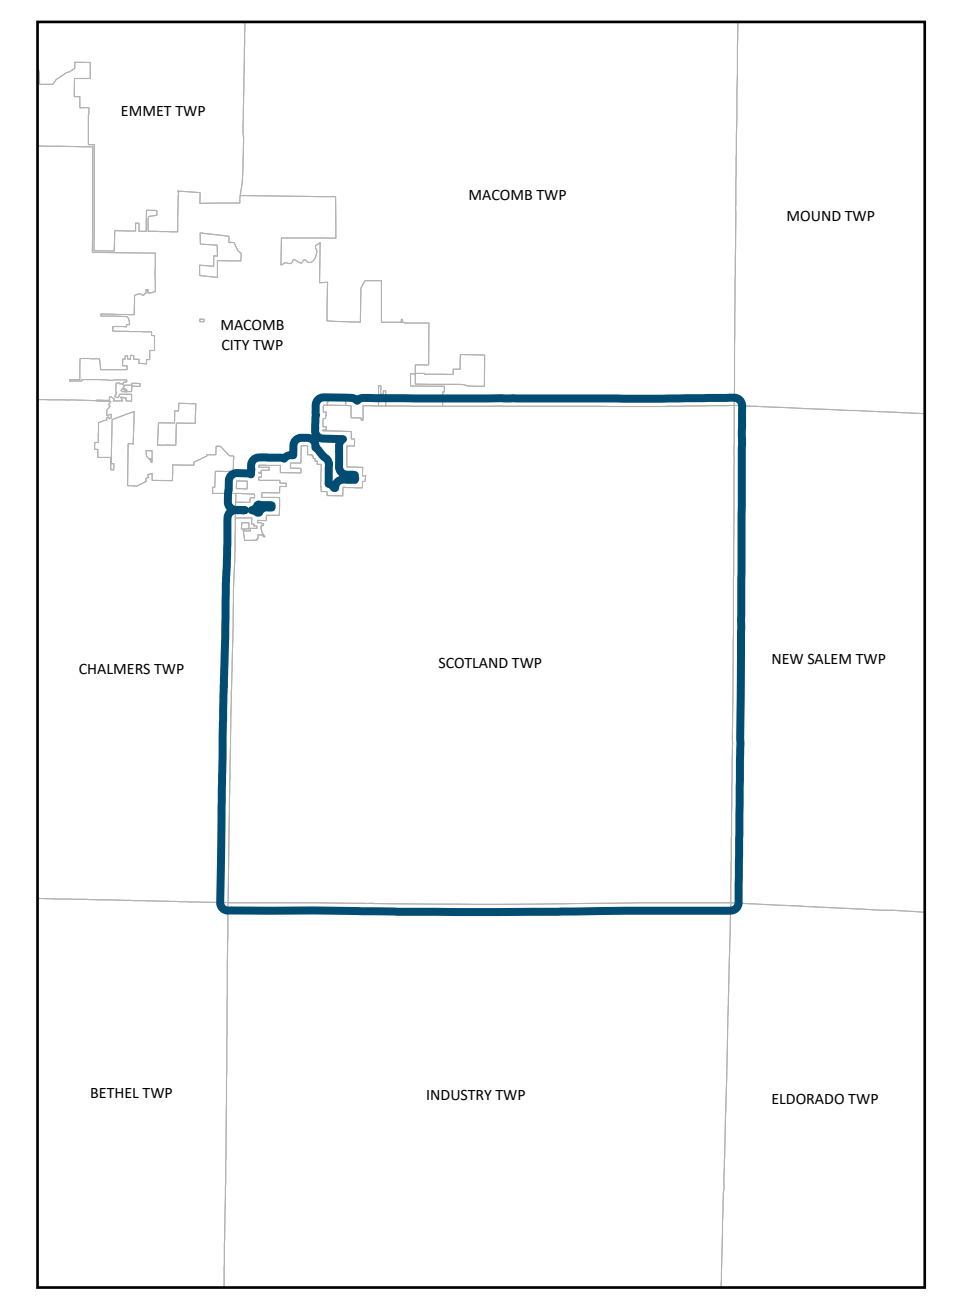 EMMET TWP
MACOMB TWP
MOUND TWP
MACOMB
CITY TWP
CHALMERS TWP
SCOTLAND TWP
NEW SALEM TWP
BETHEL TWP
INDUSTRY TWP
ELDORADO TWP